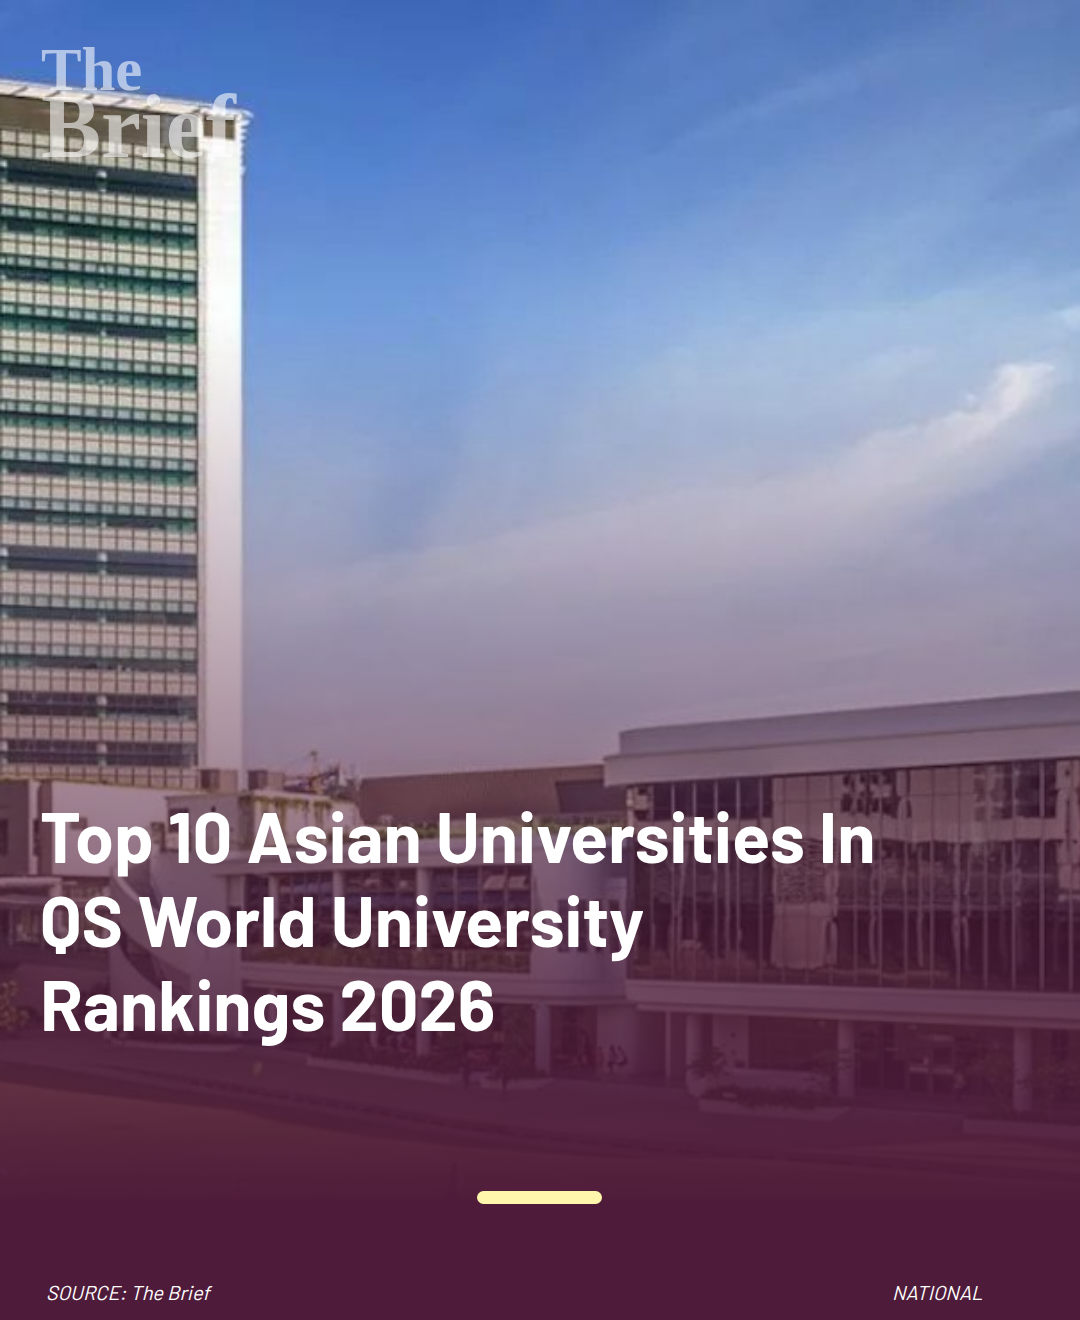 The
Brief
Top 10 Asian Universities In
QS World University
Rankings 2026
SOURCE: The Brief
NATIONAL